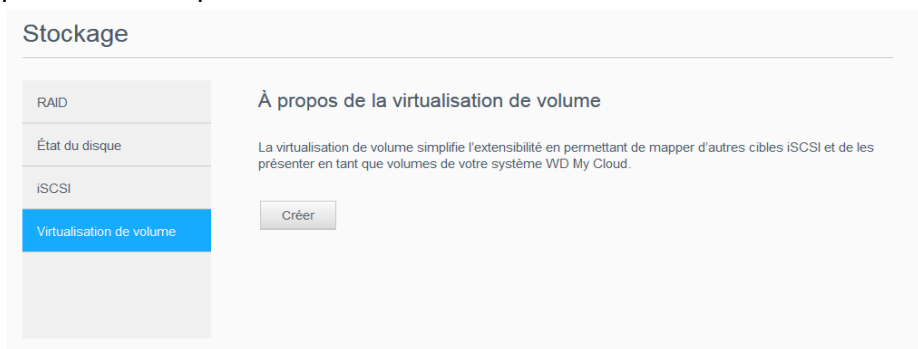 Stockage
RAID
État du disque
iSCSI
Virtualisation de volume
À propos de la virtualisation de volume
La virtualisation de volume simplifie l'extensibilité en permettant de mapper d'autres cibles iSCSI et de les
présenter en tant que volumes de votre système WD My Cloud.
Créer